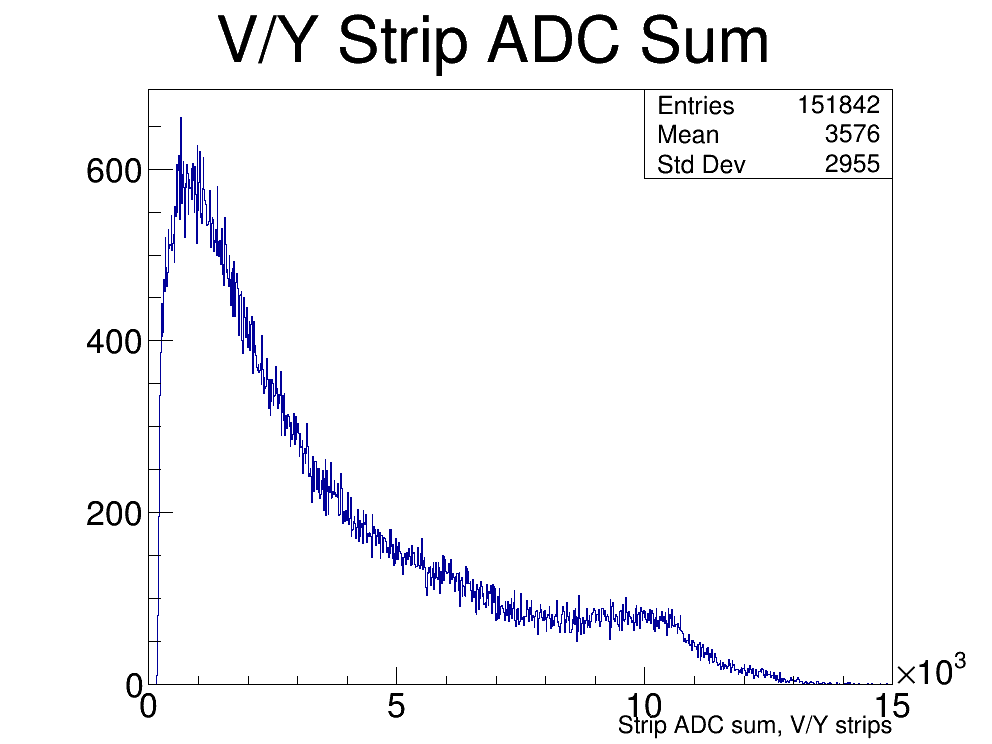 V/Y Strip ADC Sum
Entries 151842
Mean 3576
Std Dev 2955
600
400
200
0
0 5 10 15
×10³
Strip ADC sum, V/Y strips